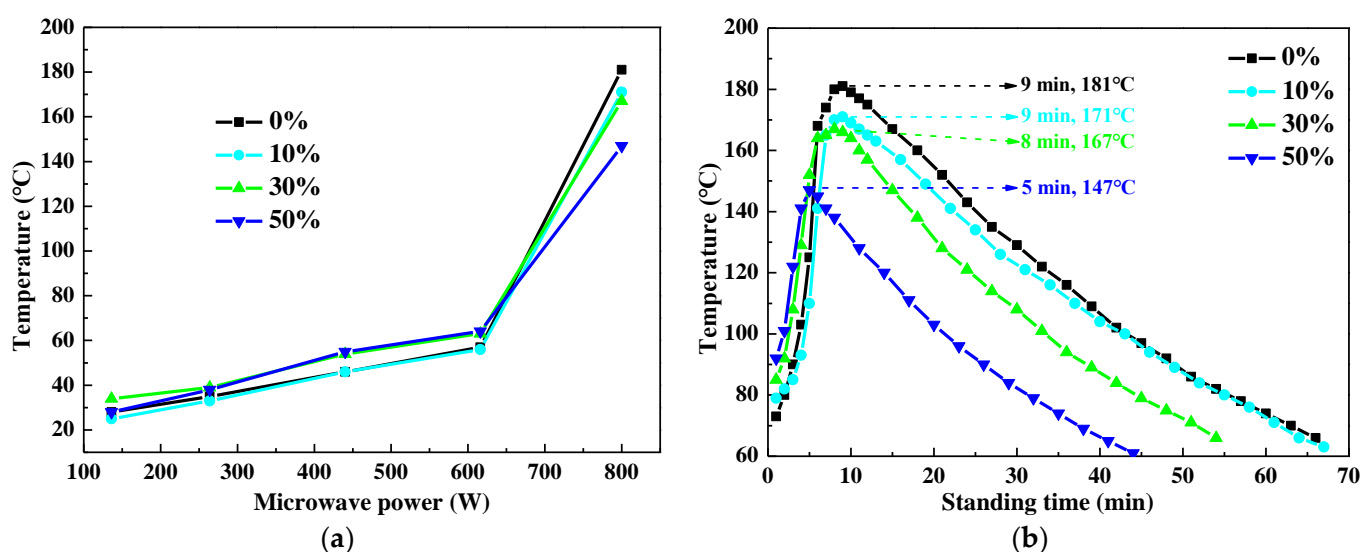 200
180
160
140
120
100
80
60
40
20
Temperature (℃)
0%
10%
30%
50%
100 200 300 400 500 600 700 800
Microwave power (W)
(a)
200
180
160
140
120
100
80
60
Temperature (℃)
9 min, 181℃
9 min, 171℃
8 min, 167℃
5 min, 147℃
0%
10%
30%
50%
0 10 20 30 40 50 60 70
Standing time (min)
(b)